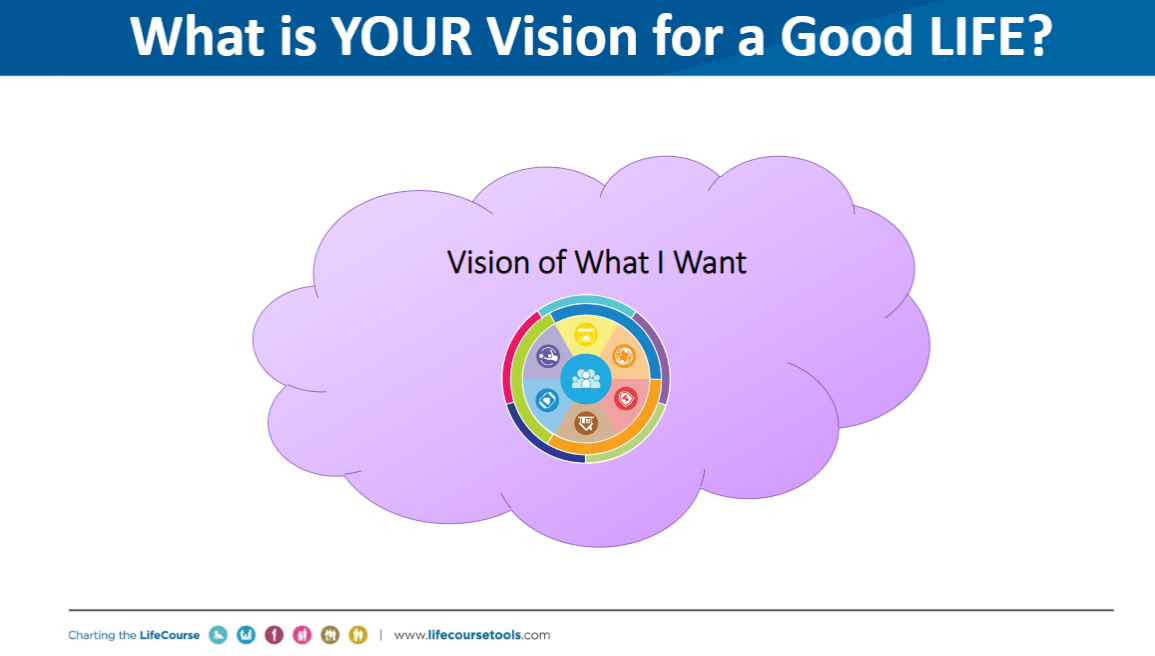 What is YOUR Vision for a Good LIFE?
Vision of What I Want
Charting the LifeCourse | www.lifecoursetools.com